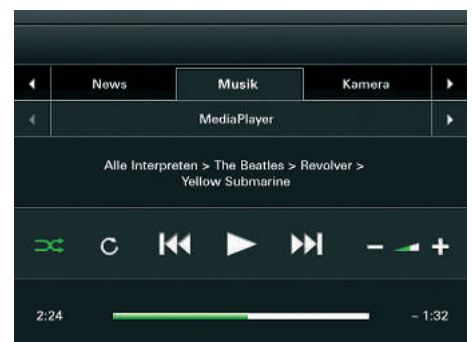 News Musik Kamera
MediaPlayer
Alle Interpreten > The Beatles > Revolver >
Yellow Submarine
2:24 – 1:32